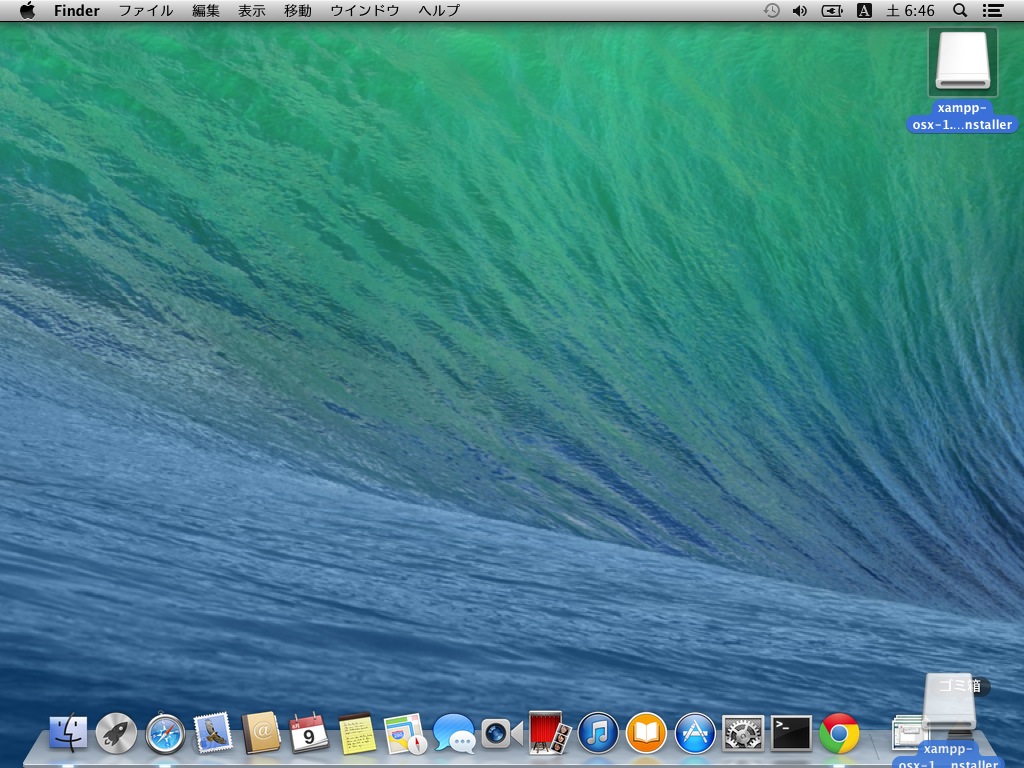 Finder ファイル 編集 表示 移動 ウインドウ ヘルプ A 土 6:46
xampp-
osx-1....nstaller
ゴミ箱
9
xampp-
osx-1....nstaller